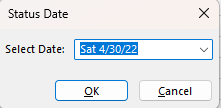 Status Date
Select Date: Sat 4/30/22
OK Cancel